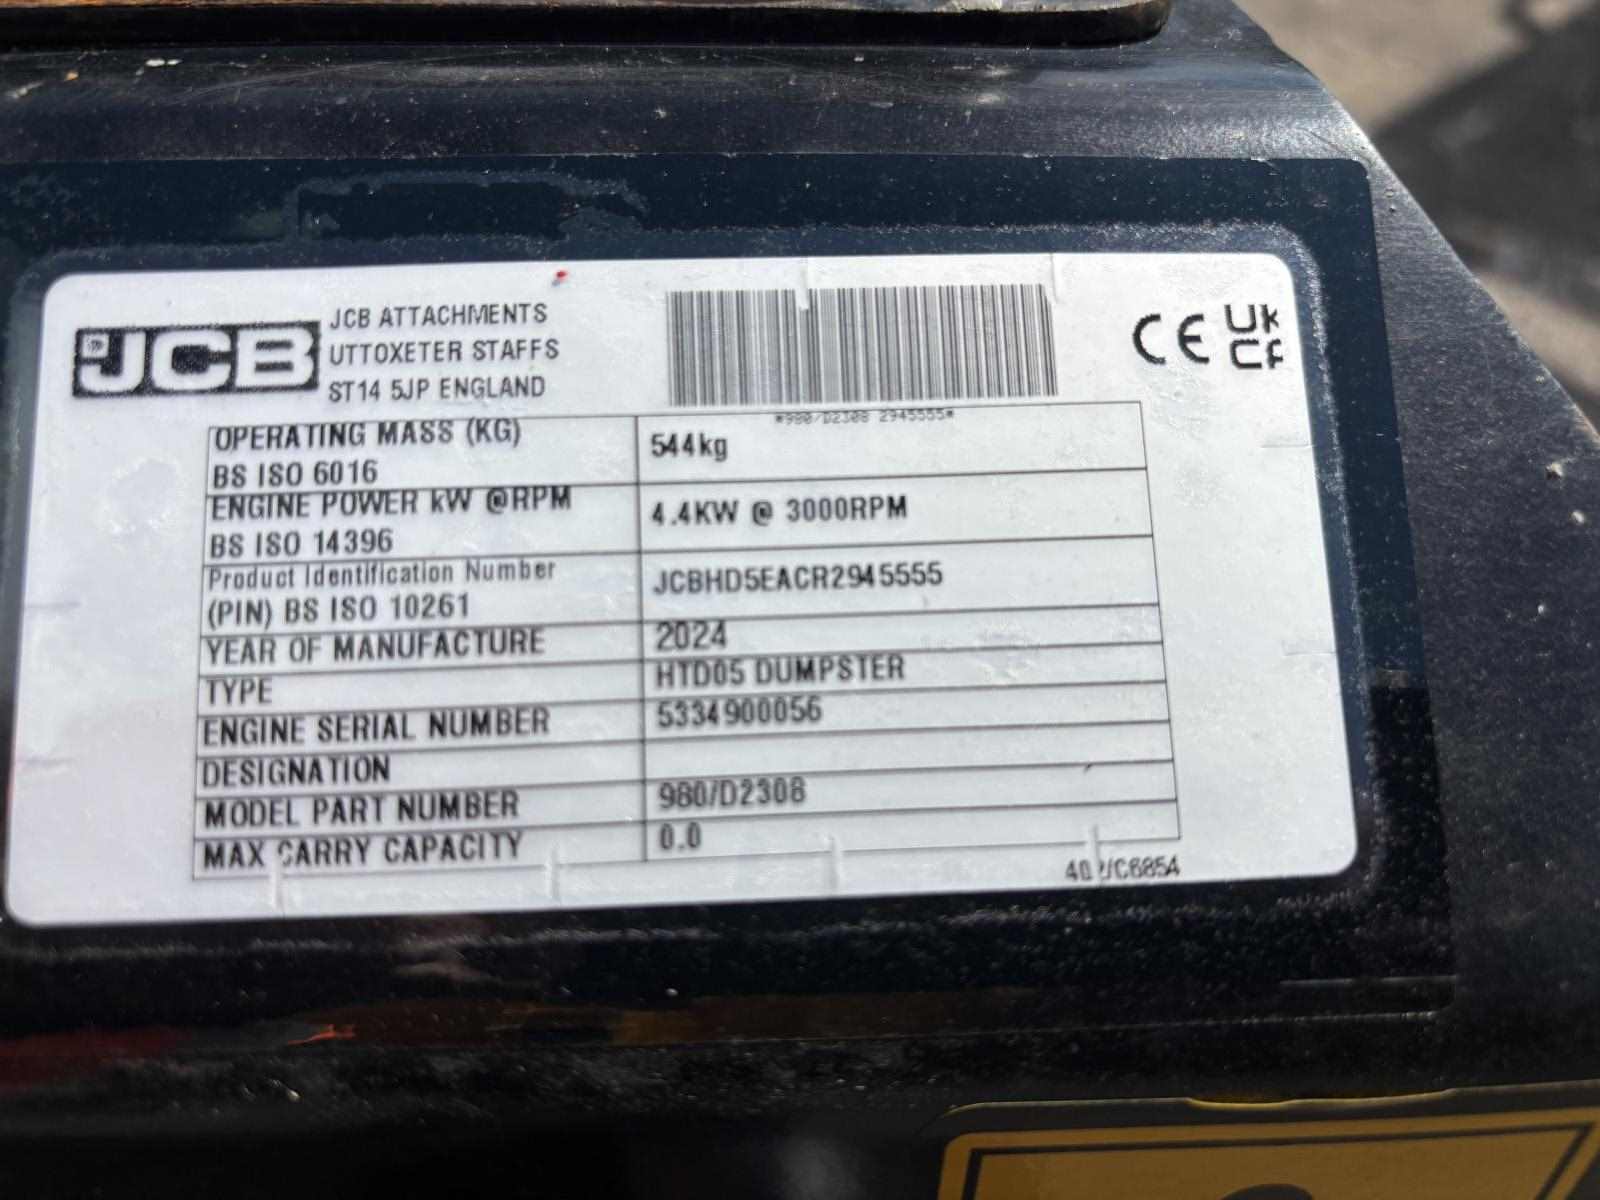 JCB
JCB ATTACHMENTS
UTTOXETER STAFFS
ST14 5JP ENGLAND
*980/D2308 2945555*
CE UK CA
OPERATING MASS (KG) BS ISO 6016 544kg
ENGINE POWER kW @RPM BS ISO 14396 4.4KW @ 3000RPM
Product Identification Number (PIN) BS ISO 10261 JCBHD5EACR2945555
YEAR OF MANUFACTURE 2024
TYPE HTD05 DUMPSTER
ENGINE SERIAL NUMBER 5334900056
DESIGNATION
MODEL PART NUMBER 980/D2308
MAX CARRY CAPACITY 0.0